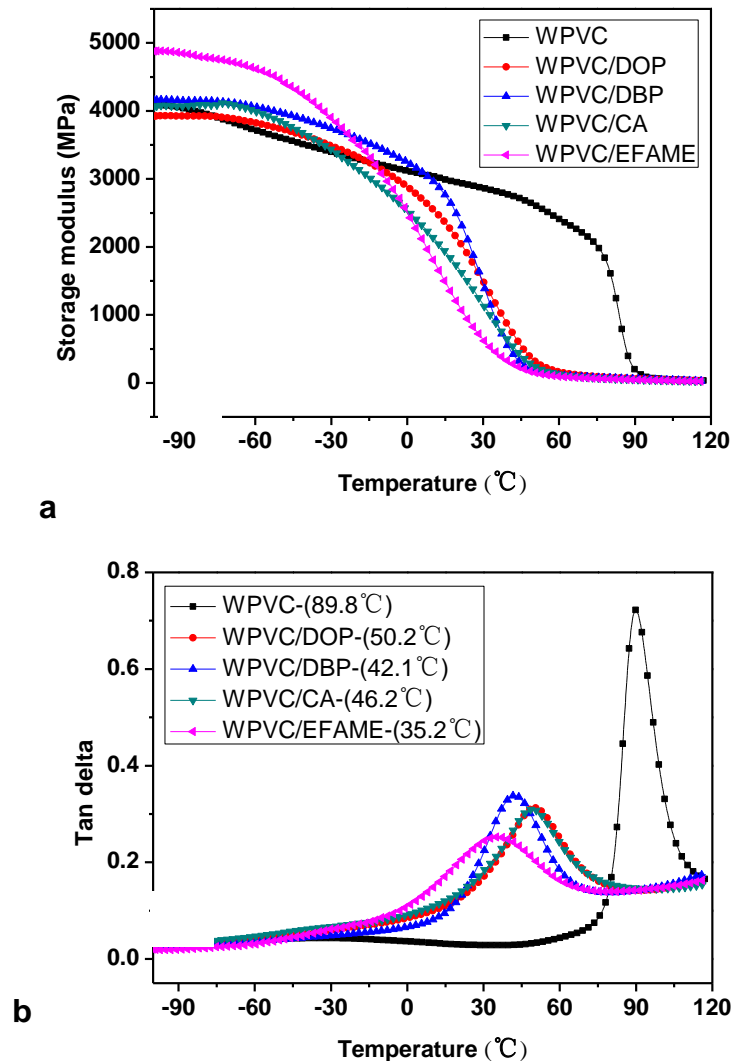 5000
4000
3000
2000
1000
0
Storage modulus (MPa)
WPVC
WPVC/DOP
WPVC/DBP
WPVC/CA
WPVC/EFAME
-90 -60 -30 0 30 60 90 120
Temperature (℃)
a
0.8
0.6
0.4
0.2
0.0
Tan delta
WPVC-(89.8℃)
WPVC/DOP-(50.2℃)
WPVC/DBP-(42.1℃)
WPVC/CA-(46.2℃)
WPVC/EFAME-(35.2℃)
-90 -60 -30 0 30 60 90 120
Temperature (℃)
b